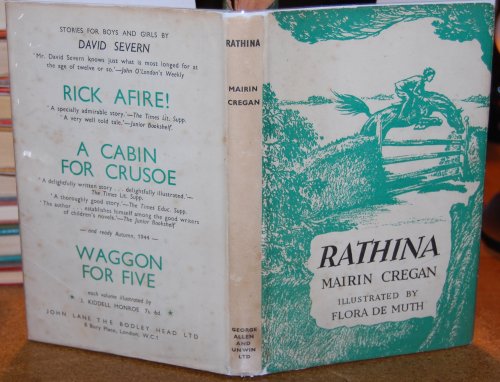 STORIES FOR BOYS AND GIRLS BY
DAVID SEVERN
"Mr. David Severn knows just what is most longed for at
the age of twelve or so.'—John O'London's Weekly
RICK AFIRE!
'A specially admirable story.'—The Times Lit. Supp.
'A very well told tale.'—Junior Bookshelf.
A CABIN
FOR CRUSOE
'A delightfully written story . . . delightfully illustrated.'—
The Times Lit. Supp.
'A thoroughly good story.'—The Times Educ. Supp.
'The author . . . establishes himself among the good writers
of children's novels.'—The Junior Bookshelf
— and ready Autumn, 1944 —
WAGGON
FOR FIVE
each volume illustrated by
J. KIDDELL MONROE 7s. 6d.
JOHN LANE THE BODLEY HEAD LTD
8 Bury Place, London, W.C.1
RATHINA
MAIRIN
CREGAN
GEORGE
ALLEN
AND
UNWIN LTD
RATHINA
MAIRIN CREGAN
ILLUSTRATED BY
FLORA DE MUTH